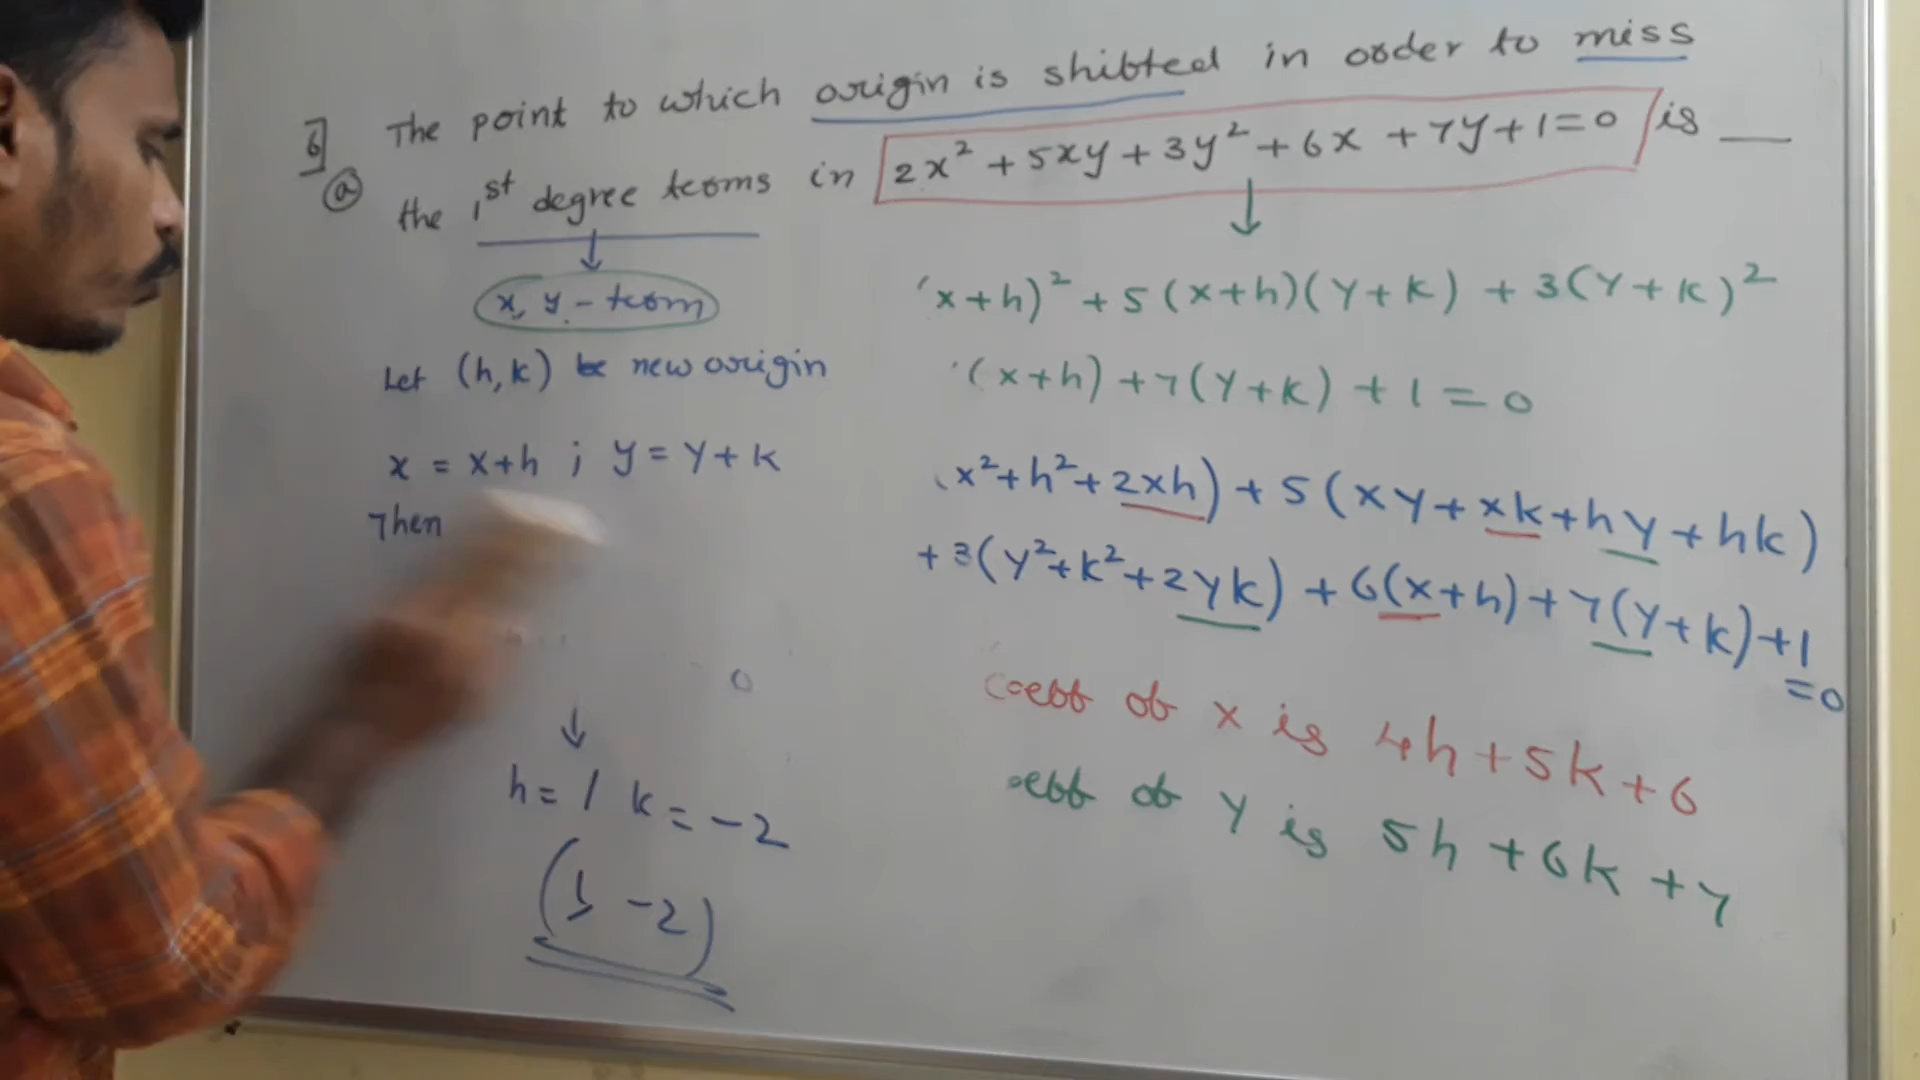 6]
The point to which origin is shifted in order to miss
(a)
the 1st degree terms in 2x² + 5xy + 3y² + 6x + 7y + 1 = 0 is __
↓
↓
x, y - term
(x+h)² + 5(x+h)(Y+k) + 3(Y+k)²
Let (h,k) be new origin
(x+h) + 7(Y+k) + 1 = 0
x = x+h ; y = Y+k
x² + h² + 2xh) + 5(xY + xk + hY + hk)
Then
+ 3(Y² + k² + 2Yk) + 6(x+h) + 7(Y+k) + 1
= 0
0
coeff of x is 4h + 5k + 6
↓
h = 1 k = -2
of Y is 5h + 6k + 7
(1, -2)